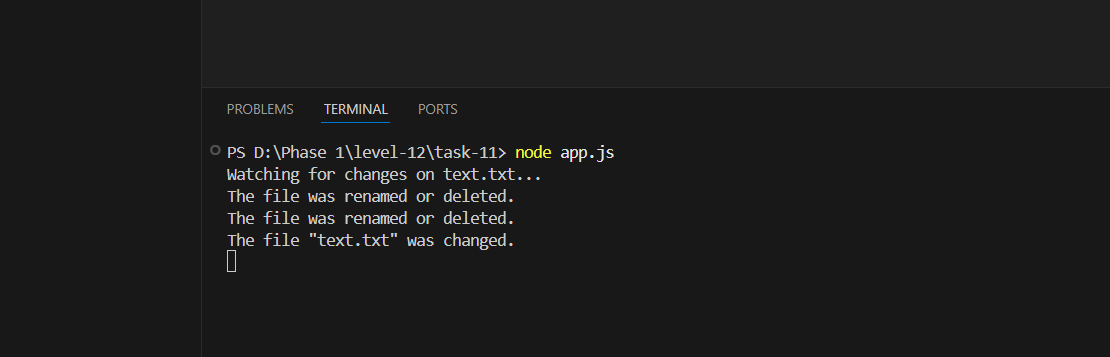 PROBLEMS TERMINAL PORTS
PS D:\Phase 1\level-12\task-11> node app.js
Watching for changes on text.txt...
The file was renamed or deleted.
The file was renamed or deleted.
The file "text.txt" was changed.